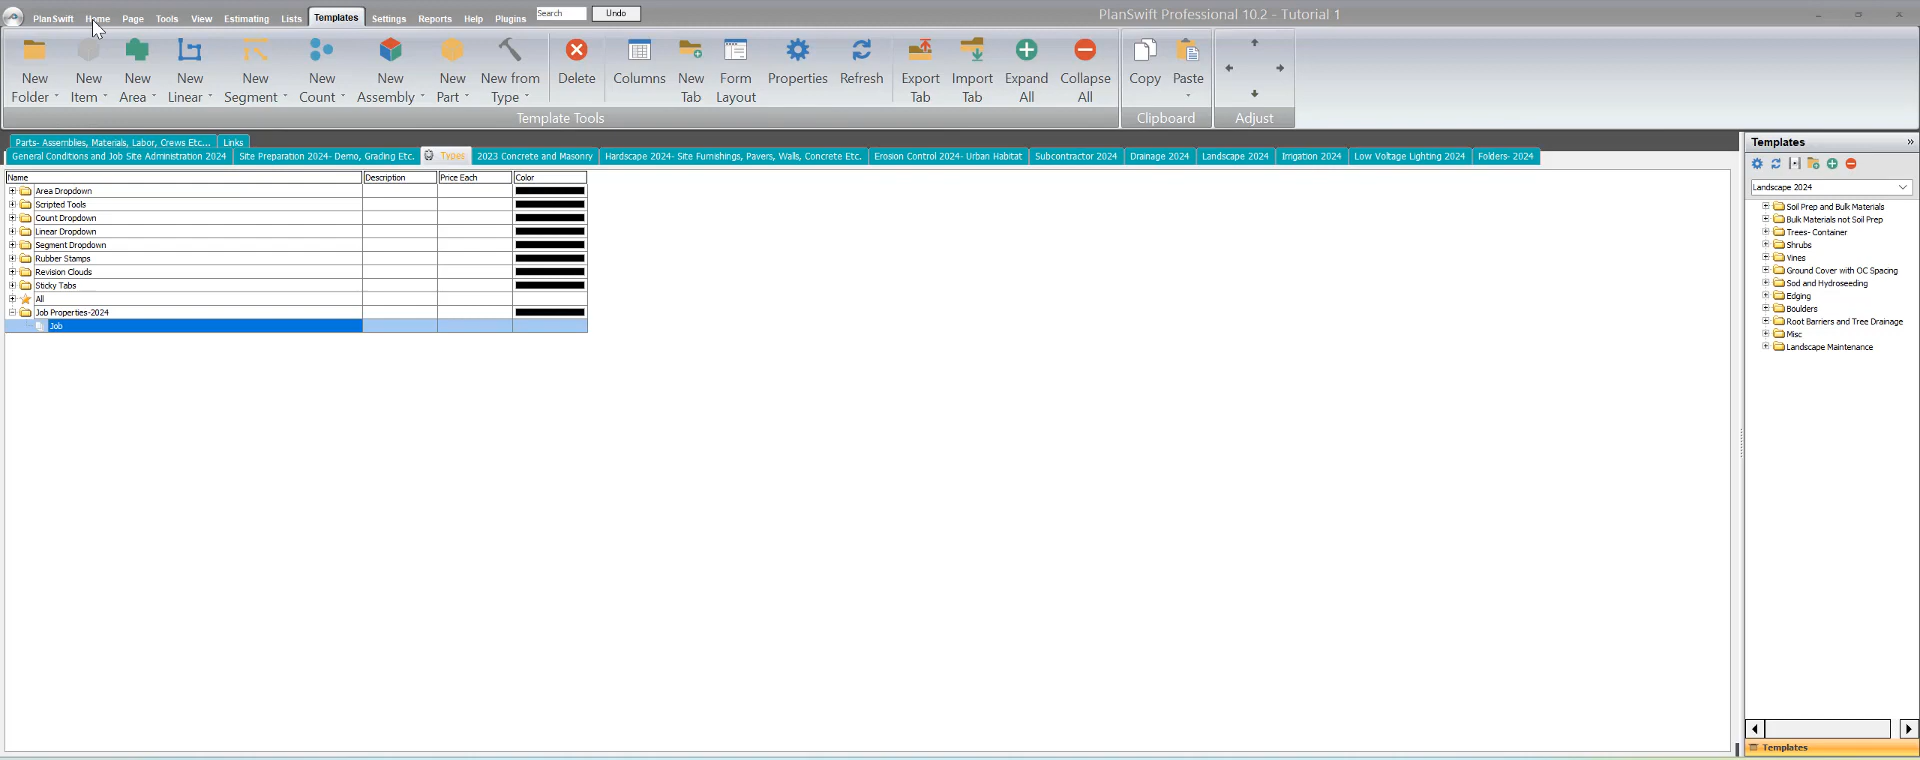 PlanSwift Home Page Tools View Estimating Lists Templates Settings Reports Help Plugins Search Undo PlanSwift Professional 10.2 - Tutorial 1
New Folder
New Item
New Area
New Linear
New Segment
New Count
New Assembly
New Part
New from Type
Delete
Columns
New Tab
Form Layout
Properties
Refresh
Export Tab
Import Tab
Expand All
Collapse All
Copy
Paste
Template Tools Clipboard Adjust
Parts- Assemblies, Materials, Labor, Crews Etc... Links
General Conditions and Job Site Administration 2024 Site Preparation 2024- Demo, Grading Etc. Types 2023 Concrete and Masonry Hardscape 2024- Site Furnishings, Pavers, Walls, Concrete Etc. Erosion Control 2024- Urban Habitat Subcontractor 2024 Drainage 2024 Landscape 2024 Irrigation 2024 Low Voltage Lighting 2024 Folders- 2024
Name Description Price Each Color
Area Dropdown
Scripted Tools
Count Dropdown
Linear Dropdown
Segment Dropdown
Rubber Stamps
Revision Clouds
Sticky Tabs
All
Job Properties-2024
Job
Templates
Landscape 2024
Soil Prep and Bulk Materials
Bulk Materials not Soil Prep
Trees- Container
Shrubs
Vines
Ground Cover with OC Spacing
Sod and Hydroseeding
Edging
Boulders
Root Barriers and Tree Drainage
Misc
Landscape Maintenance
Templates